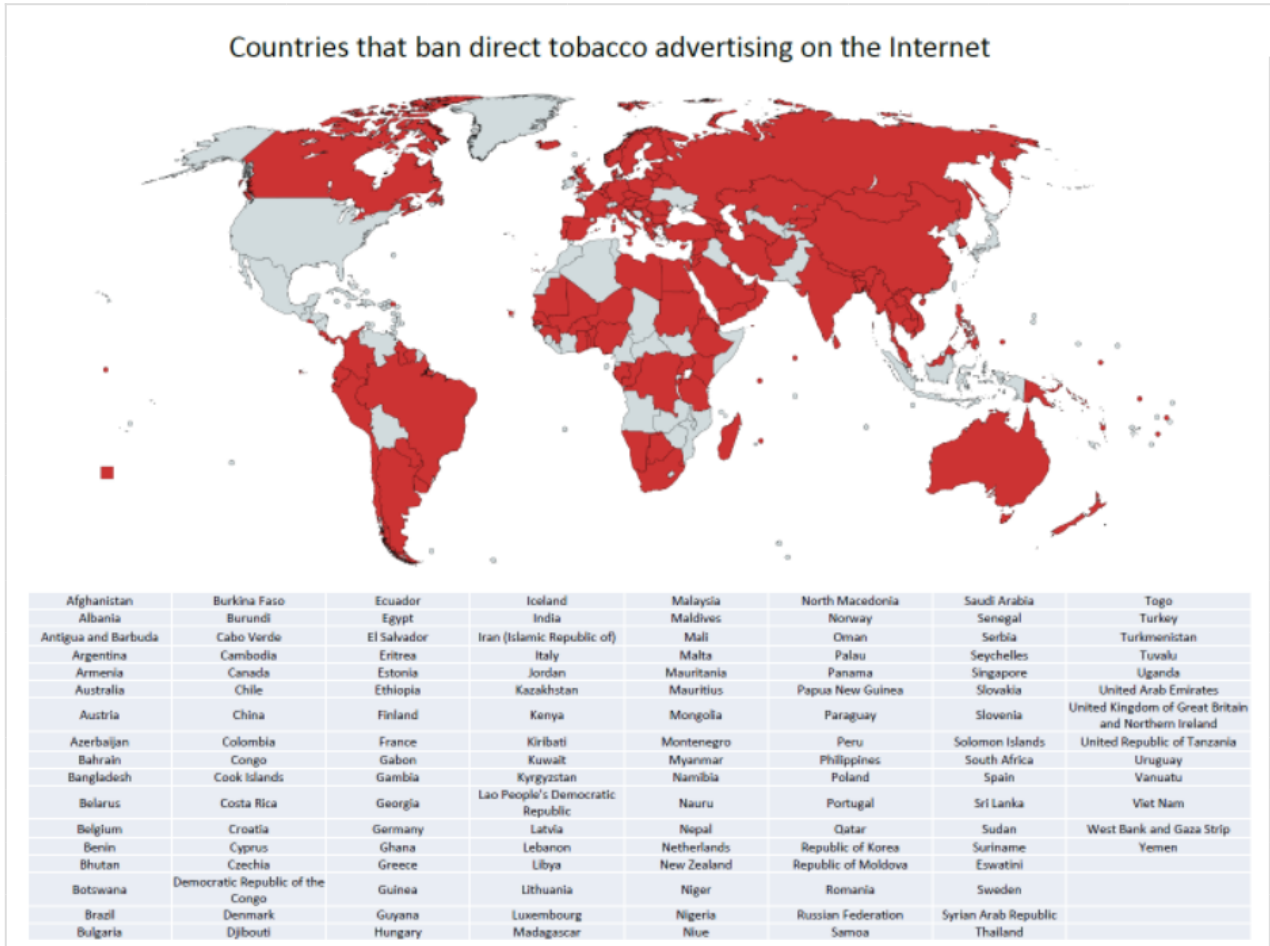 Countries that ban direct tobacco advertising on the Internet
Afghanistan Burkina Faso Ecuador Iceland Malaysia North Macedonia Saudi Arabia Togo
Albania Burundi Egypt India Maldives Norway Senegal Turkey
Antigua and Barbuda Cabo Verde El Salvador Iran (Islamic Republic of) Mali Oman Serbia Turkmenistan
Argentina Cambodia Eritrea Italy Malta Palau Seychelles Tuvalu
Armenia Canada Estonia Jordan Mauritania Panama Singapore Uganda
Australia Chile Ethiopia Kazakhstan Mauritius Papua New Guinea Slovakia United Arab Emirates
Austria China Finland Kenya Mongolia Paraguay Slovenia United Kingdom of Great Britain
and Northern Ireland
Azerbaijan Colombia France Kiribati Montenegro Peru Solomon Islands United Republic of Tanzania
Bahrain Congo Gabon Kuwait Myanmar Philippines South Africa Uruguay
Bangladesh Cook Islands Gambia Kyrgyzstan Namibia Poland Spain Vanuatu
Belarus Costa Rica Georgia Lao People's Democratic
Republic Nauru Portugal Sri Lanka Viet Nam
Belgium Croatia Germany Latvia Nepal Qatar Sudan West Bank and Gaza Strip
Benin Cyprus Ghana Lebanon Netherlands Republic of Korea Suriname Yemen
Bhutan Czechia Greece Libya New Zealand Republic of Moldova Eswatini
Botswana Democratic Republic of the
Congo Guinea Lithuania Niger Romania Sweden
Brazil Denmark Guyana Luxembourg Nigeria Russian Federation Syrian Arab Republic
Bulgaria Djibouti Hungary Madagascar Niue Samoa Thailand